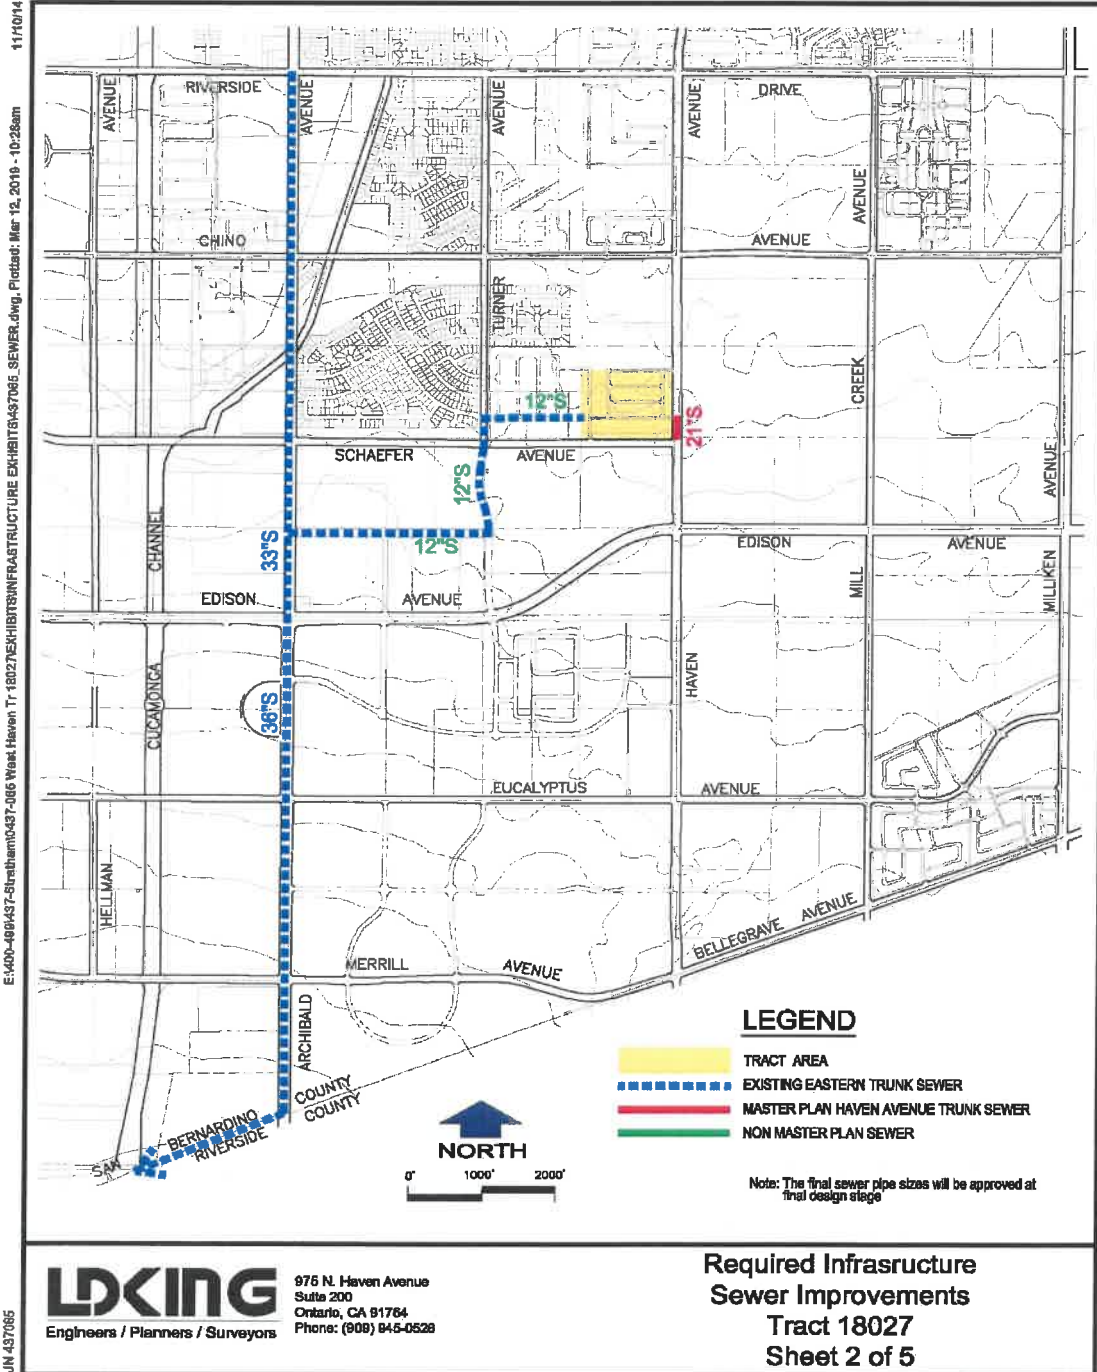 11/10/14
E:\400-499\437-Stratham\0437-065 West Haven Tr 18027\EXHIBITS\INFRASTRUCTURE EXHIBITS\437065_SEWER.dwg, Plotted: Mar 12, 2019 - 10:28am
JN 437065
RIVERSIDE
DRIVE
AVENUE
AVENUE
AVENUE
AVENUE
AVENUE
CHINO
AVENUE
TURNER
CREEK
12"S
21"S
SCHAEFER
AVENUE
12"S
AVENUE
CHANNEL
33"S
12"S
EDISON
AVENUE
EDISON
AVENUE
MILL
MILLIKEN
CUCAMONGA
36"S
HAVEN
EUCALYPTUS
AVENUE
HELLMAN
BELLEGRAVE AVENUE
MERRILL
AVENUE
ARCHIBALD
SAN BERNARDINO COUNTY
RIVERSIDE COUNTY
NORTH
0' 1000' 2000'
LEGEND
TRACT AREA
EXISTING EASTERN TRUNK SEWER
MASTER PLAN HAVEN AVENUE TRUNK SEWER
NON MASTER PLAN SEWER
Note: The final sewer pipe sizes will be approved at
final design stage
LDKING
Engineers / Planners / Surveyors
975 N. Haven Avenue
Suite 200
Ontario, CA 91764
Phone: (909) 945-0526
Required Infrasructure
Sewer Improvements
Tract 18027
Sheet 2 of 5